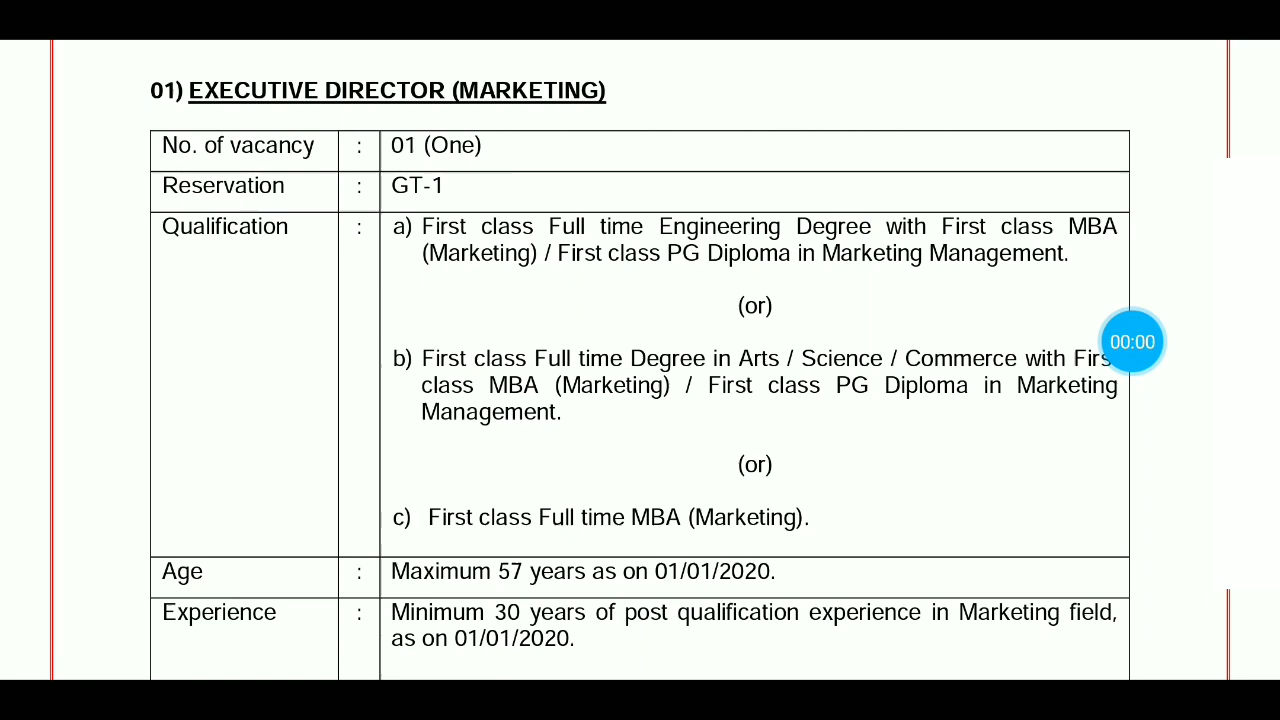 01) EXECUTIVE DIRECTOR (MARKETING)
No. of vacancy : 01 (One)
Reservation : GT-1
Qualification : a) First class Full time Engineering Degree with First class MBA
(Marketing) / First class PG Diploma in Marketing Management.
(or)
b) First class Full time Degree in Arts / Science / Commerce with Firs
class MBA (Marketing) / First class PG Diploma in Marketing
Management.
(or)
c) First class Full time MBA (Marketing).
Age : Maximum 57 years as on 01/01/2020.
Experience : Minimum 30 years of post qualification experience in Marketing field,
as on 01/01/2020.
00:00